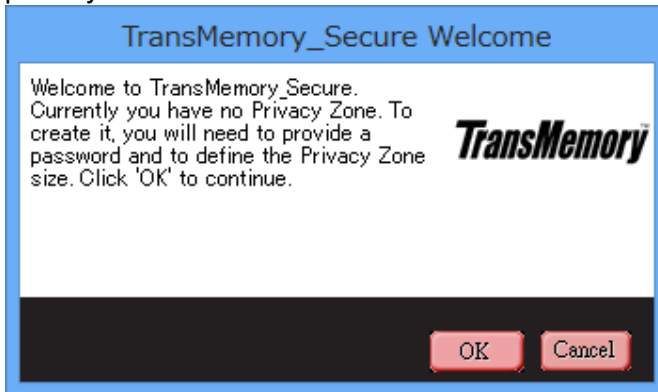 TransMemory_Secure Welcome
Welcome to TransMemory_Secure.
Currently you have no Privacy Zone. To
create it, you will need to provide a
password and to define the Privacy Zone
size. Click 'OK' to continue.
TransMemory™
OK
Cancel